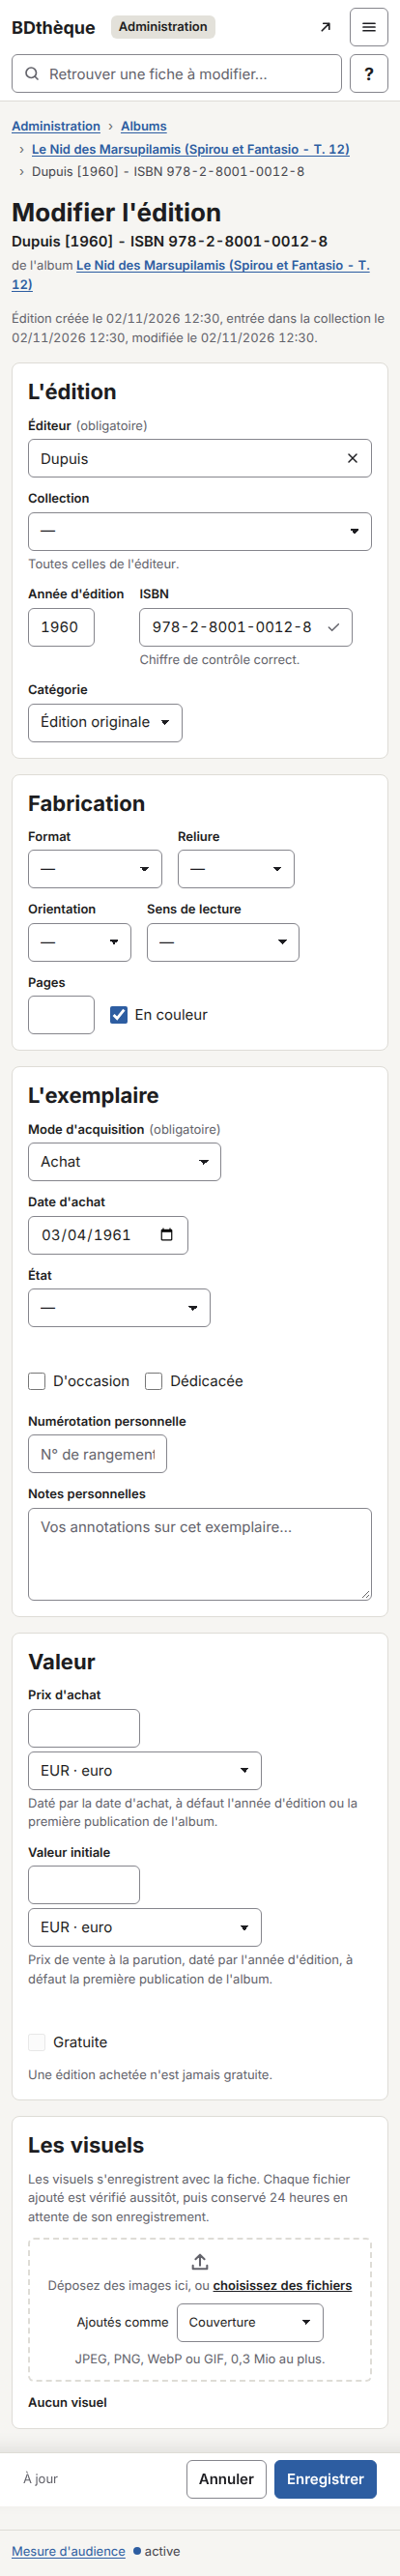 BDthèque Administration
Retrouver une fiche à modifier... ?
Administration › Albums
› Le Nid des Marsupilamis (Spirou et Fantasio - T. 12)
› Dupuis [1960] - ISBN 978-2-8001-0012-8
Modifier l'édition
Dupuis [1960] - ISBN 978-2-8001-0012-8
de l'album Le Nid des Marsupilamis (Spirou et Fantasio - T.
12)
Édition créée le 02/11/2026 12:30, entrée dans la collection le
02/11/2026 12:30, modifiée le 02/11/2026 12:30.
L'édition
Éditeur (obligatoire)
Dupuis
Collection
—
Toutes celles de l'éditeur.
Année d'édition ISBN
1960 978-2-8001-0012-8
Chiffre de contrôle correct.
Catégorie
Édition originale
Fabrication
Format Reliure
— —
Orientation Sens de lecture
— —
Pages
En couleur
L'exemplaire
Mode d'acquisition (obligatoire)
Achat
Date d'achat
03/04/1961
État
—
D'occasion Dédicacée
Numérotation personnelle
N° de rangement
Notes personnelles
Vos annotations sur cet exemplaire...
Valeur
Prix d'achat
EUR · euro
Daté par la date d'achat, à défaut l'année d'édition ou la
première publication de l'album.
Valeur initiale
EUR · euro
Prix de vente à la parution, daté par l'année d'édition, à
défaut la première publication de l'album.
Gratuite
Une édition achetée n'est jamais gratuite.
Les visuels
Les visuels s'enregistrent avec la fiche. Chaque fichier
ajouté est vérifié aussitôt, puis conservé 24 heures en
attente de son enregistrement.
Déposez des images ici, ou choisissez des fichiers
Ajoutés comme Couverture
JPEG, PNG, WebP ou GIF, 0,3 Mio au plus.
Aucun visuel
À jour Annuler Enregistrer
Mesure d'audience active